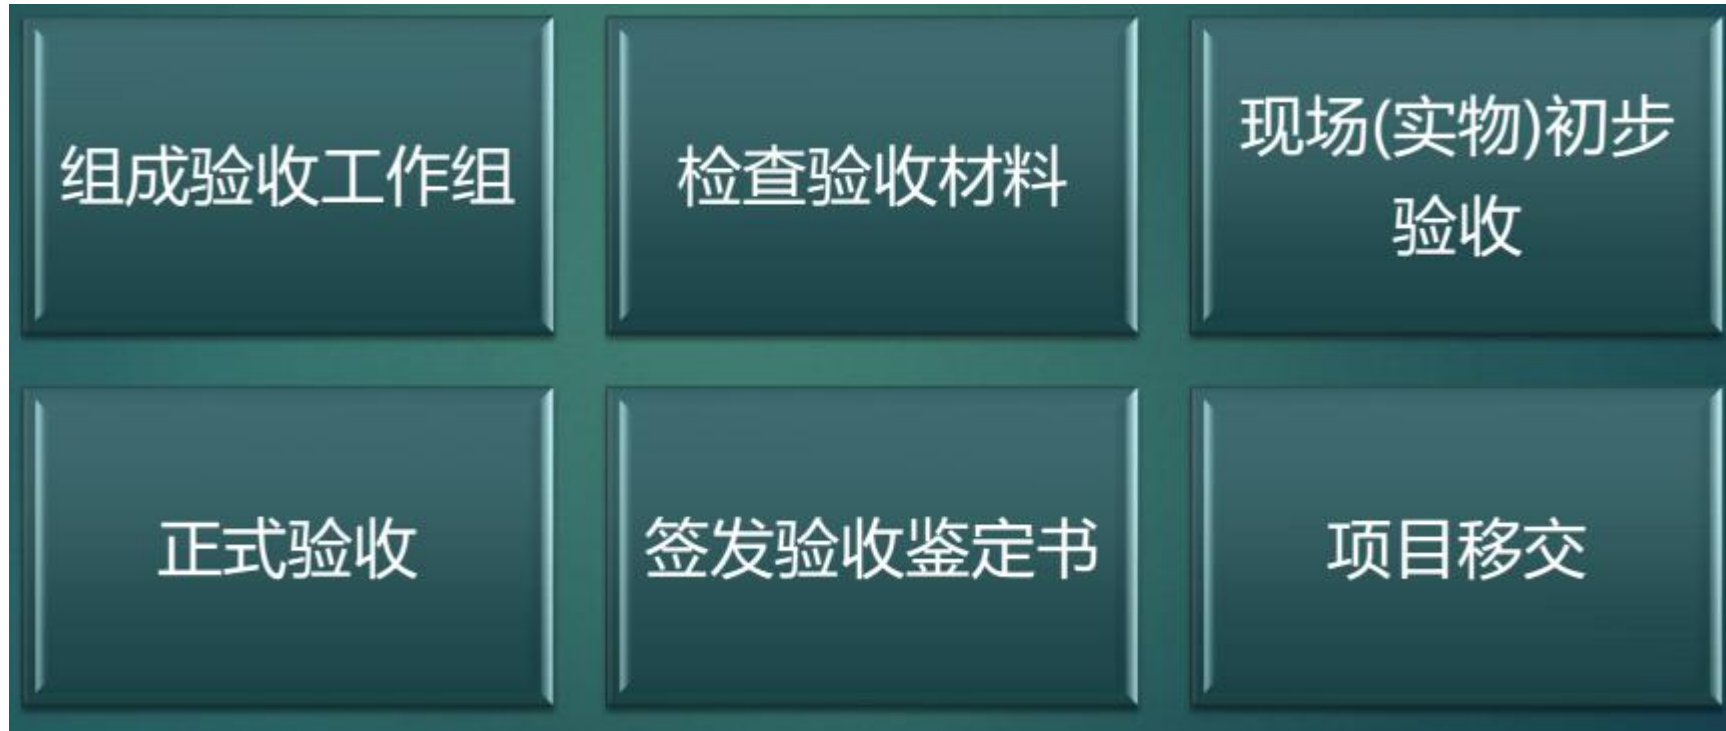 组成验收工作组
检查验收材料
现场(实物)初步
验收
正式验收
签发验收鉴定书
项目移交